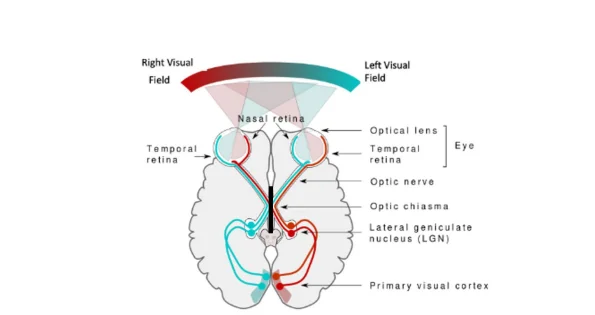 Right Visual
Field
Left Visual
Field
Nasal retina
Optical lens
Temporal
retina
Temporal
retina
Eye
Optic nerve
Optic chiasma
Lateral geniculate
nucleus (LGN)
Primary visual cortex